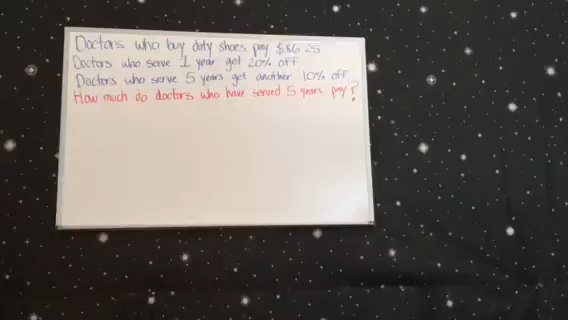 Doctors who buy duty shoes pay $86 25
Doctors who serve 1 year get 20% off
Doctors who serve 5 years get another 10% off
How much do doctors who have served 5 years pay?